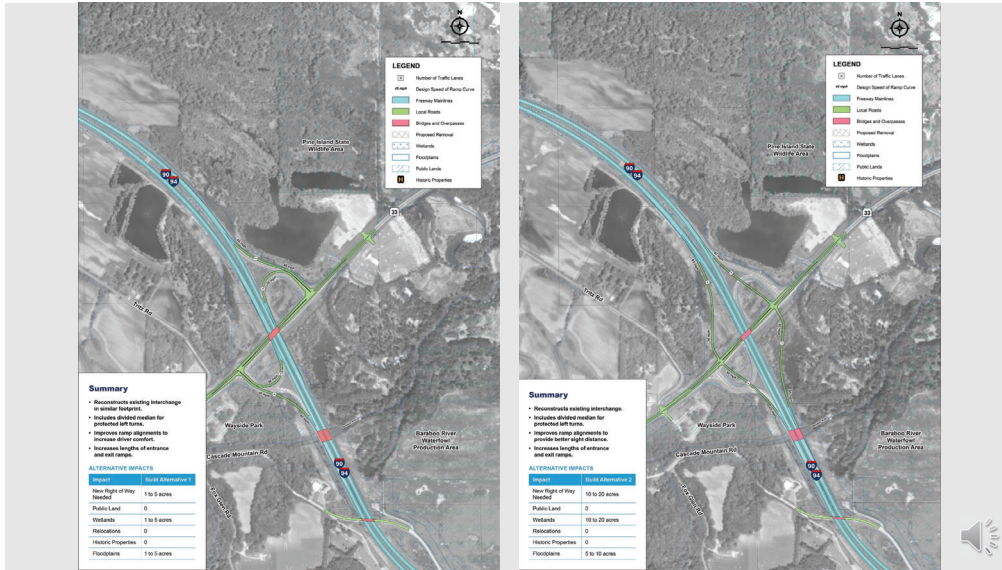 N
LEGEND
Number of Traffic Lanes
Design Speed of Ramp Curve
Freeway Mainlines
Local Roads
Bridges and Overpasses
Proposed Removal
Wetlands
Floodplains
Public Lands
H Historic Properties
Pine Island State
Wildlife Area
90
94
33
Tritz Rd
Wayside Park
Cascade Mountain Rd
Baraboo River
Waterfowl
Production Area
90
94
Fox Glen Rd
Summary
• Reconstructs existing interchange
in similar footprint.
• Includes divided median for
protected left turns.
• Improves ramp alignments to
increase driver comfort.
• Increases lengths of entrance
and exit ramps.
ALTERNATIVE IMPACTS
Impact Build Alternative 1
New Right of Way
Needed 1 to 5 acres
Public Land 0
Wetlands 1 to 5 acres
Relocations 0
Historic Properties 0
Floodplains 1 to 5 acres
N
LEGEND
Number of Traffic Lanes
Design Speed of Ramp Curve
Freeway Mainlines
Local Roads
Bridges and Overpasses
Proposed Removal
Wetlands
Floodplains
Public Lands
H Historic Properties
Pine Island State
Wildlife Area
90
94
33
Tritz Rd
Wayside Park
Cascade Mountain Rd
Baraboo River
Waterfowl
Production Area
90
94
Fox Glen Rd
Summary
• Reconstructs existing interchange.
• Includes divided median for
protected left turns.
• Improves ramp alignments to
provide better sight distance.
• Increases lengths of entrance
and exit ramps.
ALTERNATIVE IMPACTS
Impact Build Alternative 2
New Right of Way
Needed 10 to 20 acres
Public Land 0
Wetlands 10 to 20 acres
Relocations 0
Historic Properties 0
Floodplains 5 to 10 acres